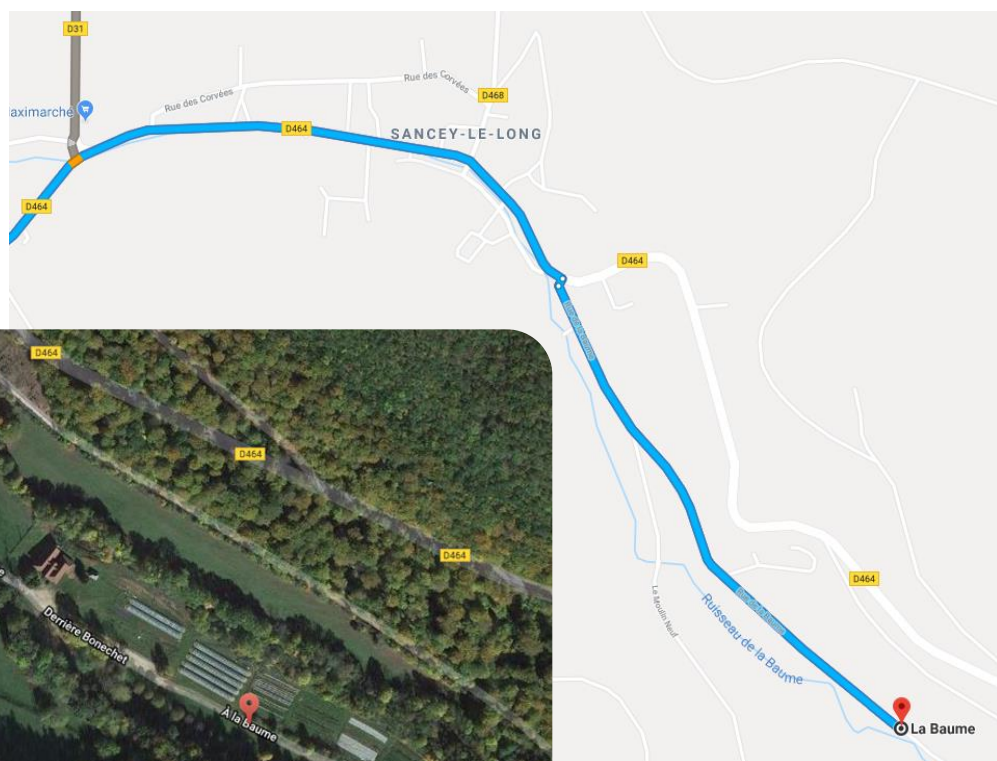 D31
Rue des Corvées
D468
aximarché
Rue des Corvées
D464
SANCEY-LE-LONG
D464
D464
D464
D464
D464
D464
Le Moulin Neuf
Ruisseau de la Baume
Derrière Bonechet
À la baume
La Baume